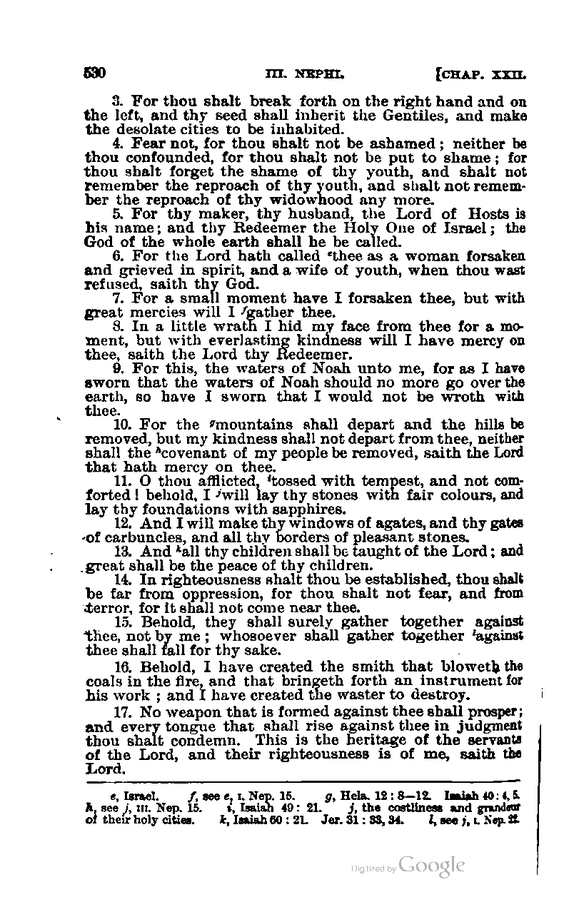 530 III. NEPHI. [CHAP. XXII.
3. For thou shalt break forth on the right hand and on
the left, and thy seed shall inherit the Gentiles, and make
the desolate cities to be inhabited.
4. Fear not, for thou shalt not be ashamed; neither be
thou confounded, for thou shalt not be put to shame; for
thou shalt forget the shame of thy youth, and shalt not
remember the reproach of thy youth, and shalt not remem-
ber the reproach of thy widowhood any more.
5. For thy maker, thy husband, the Lord of Hosts is
his name; and thy Redeemer the Holy One of Israel; the
God of the whole earth shall he be called.
6. For the Lord hath called ᵉthee as a woman forsaken
and grieved in spirit, and a wife of youth, when thou wast
refused, saith thy God.
7. For a small moment have I forsaken thee, but with
great mercies will I ᶠgather thee.
8. In a little wrath I hid my face from thee for a mo-
ment, but with everlasting kindness will I have mercy on
thee, saith the Lord thy Redeemer.
9. For this, the waters of Noah unto me, for as I have
sworn that the waters of Noah should no more go over the
earth, so have I sworn that I would not be wroth with
thee.
10. For the ᵍmountains shall depart and the hills be
removed, but my kindness shall not depart from thee, neither
shall the ʰcovenant of my people be removed, saith the Lord
that hath mercy on thee.
11. O thou afflicted, ⁱtossed with tempest, and not com-
forted! behold, I ʲwill lay thy stones with fair colours, and
lay thy foundations with sapphires.
12. And I will make thy windows of agates, and thy gates
of carbuncles, and all thy borders of pleasant stones.
13. And ᵏall thy children shall be taught of the Lord; and
great shall be the peace of thy children.
14. In righteousness shalt thou be established, thou shalt
be far from oppression, for thou shalt not fear, and from
terror, for it shall not come near thee.
15. Behold, they shall surely gather together against
thee, not by me; whosoever shall gather together ˡagainst
thee shall fall for thy sake.
16. Behold, I have created the smith that bloweth the
coals in the fire, and that bringeth forth an instrument for
his work; and I have created the waster to destroy.
17. No weapon that is formed against thee shall prosper;
and every tongue that shall rise against thee in judgment
thou shalt condemn. This is the heritage of the servants
of the Lord, and their righteousness is of me, saith the
Lord.
e, Israel. f, see e, I. Nep. 15. g, Hela. 12: 8—12. Isaiah 40: 4, 5.
h, see j, III. Nep. 15. i, Isaiah 49: 21. j, the costliness and grandeur
of their holy cities. k, Isaiah 60: 21. Jer. 31: 33, 34. l, see j, I. Nep. 22.
Digitized by Google